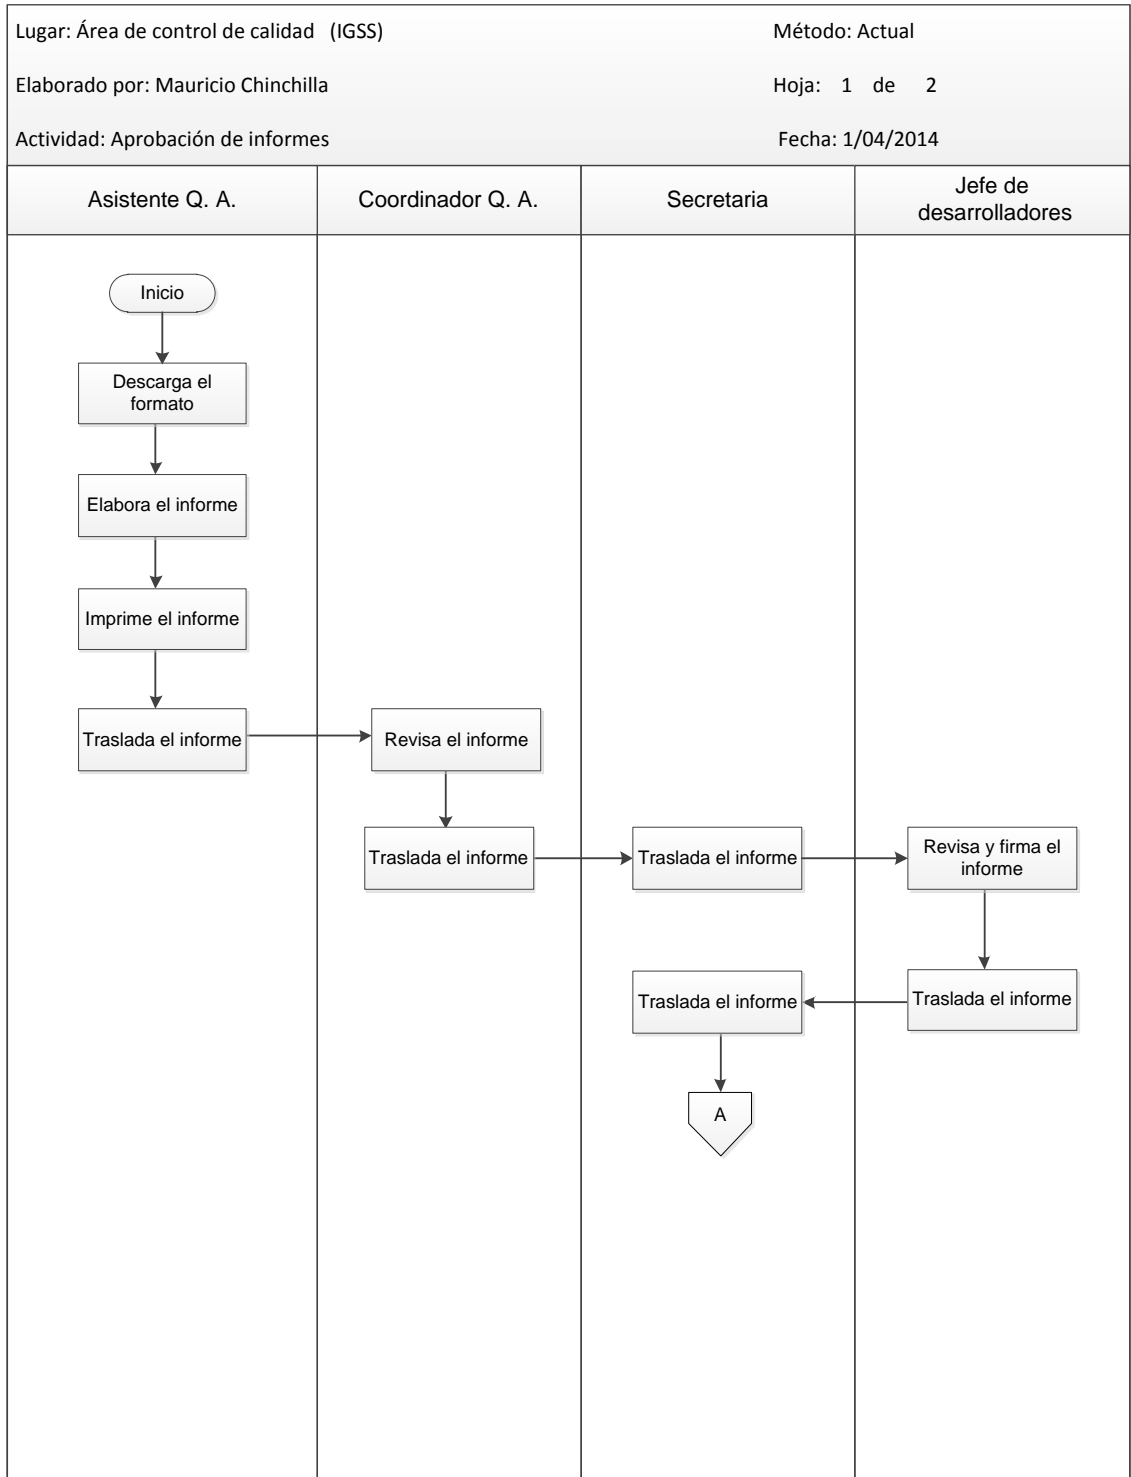 Lugar: Área de control de calidad (IGSS)
Método: Actual
Elaborado por: Mauricio Chinchilla
Hoja: 1 de 2
Actividad: Aprobación de informes
Fecha: 1/04/2014
Asistente Q. A.
Coordinador Q. A.
Secretaria
Jefe de
desarrolladores
Inicio
Descarga el
formato
Elabora el informe
Imprime el informe
Traslada el informe
Revisa el informe
Traslada el informe
Traslada el informe
Revisa y firma el
informe
Traslada el informe
Traslada el informe
A